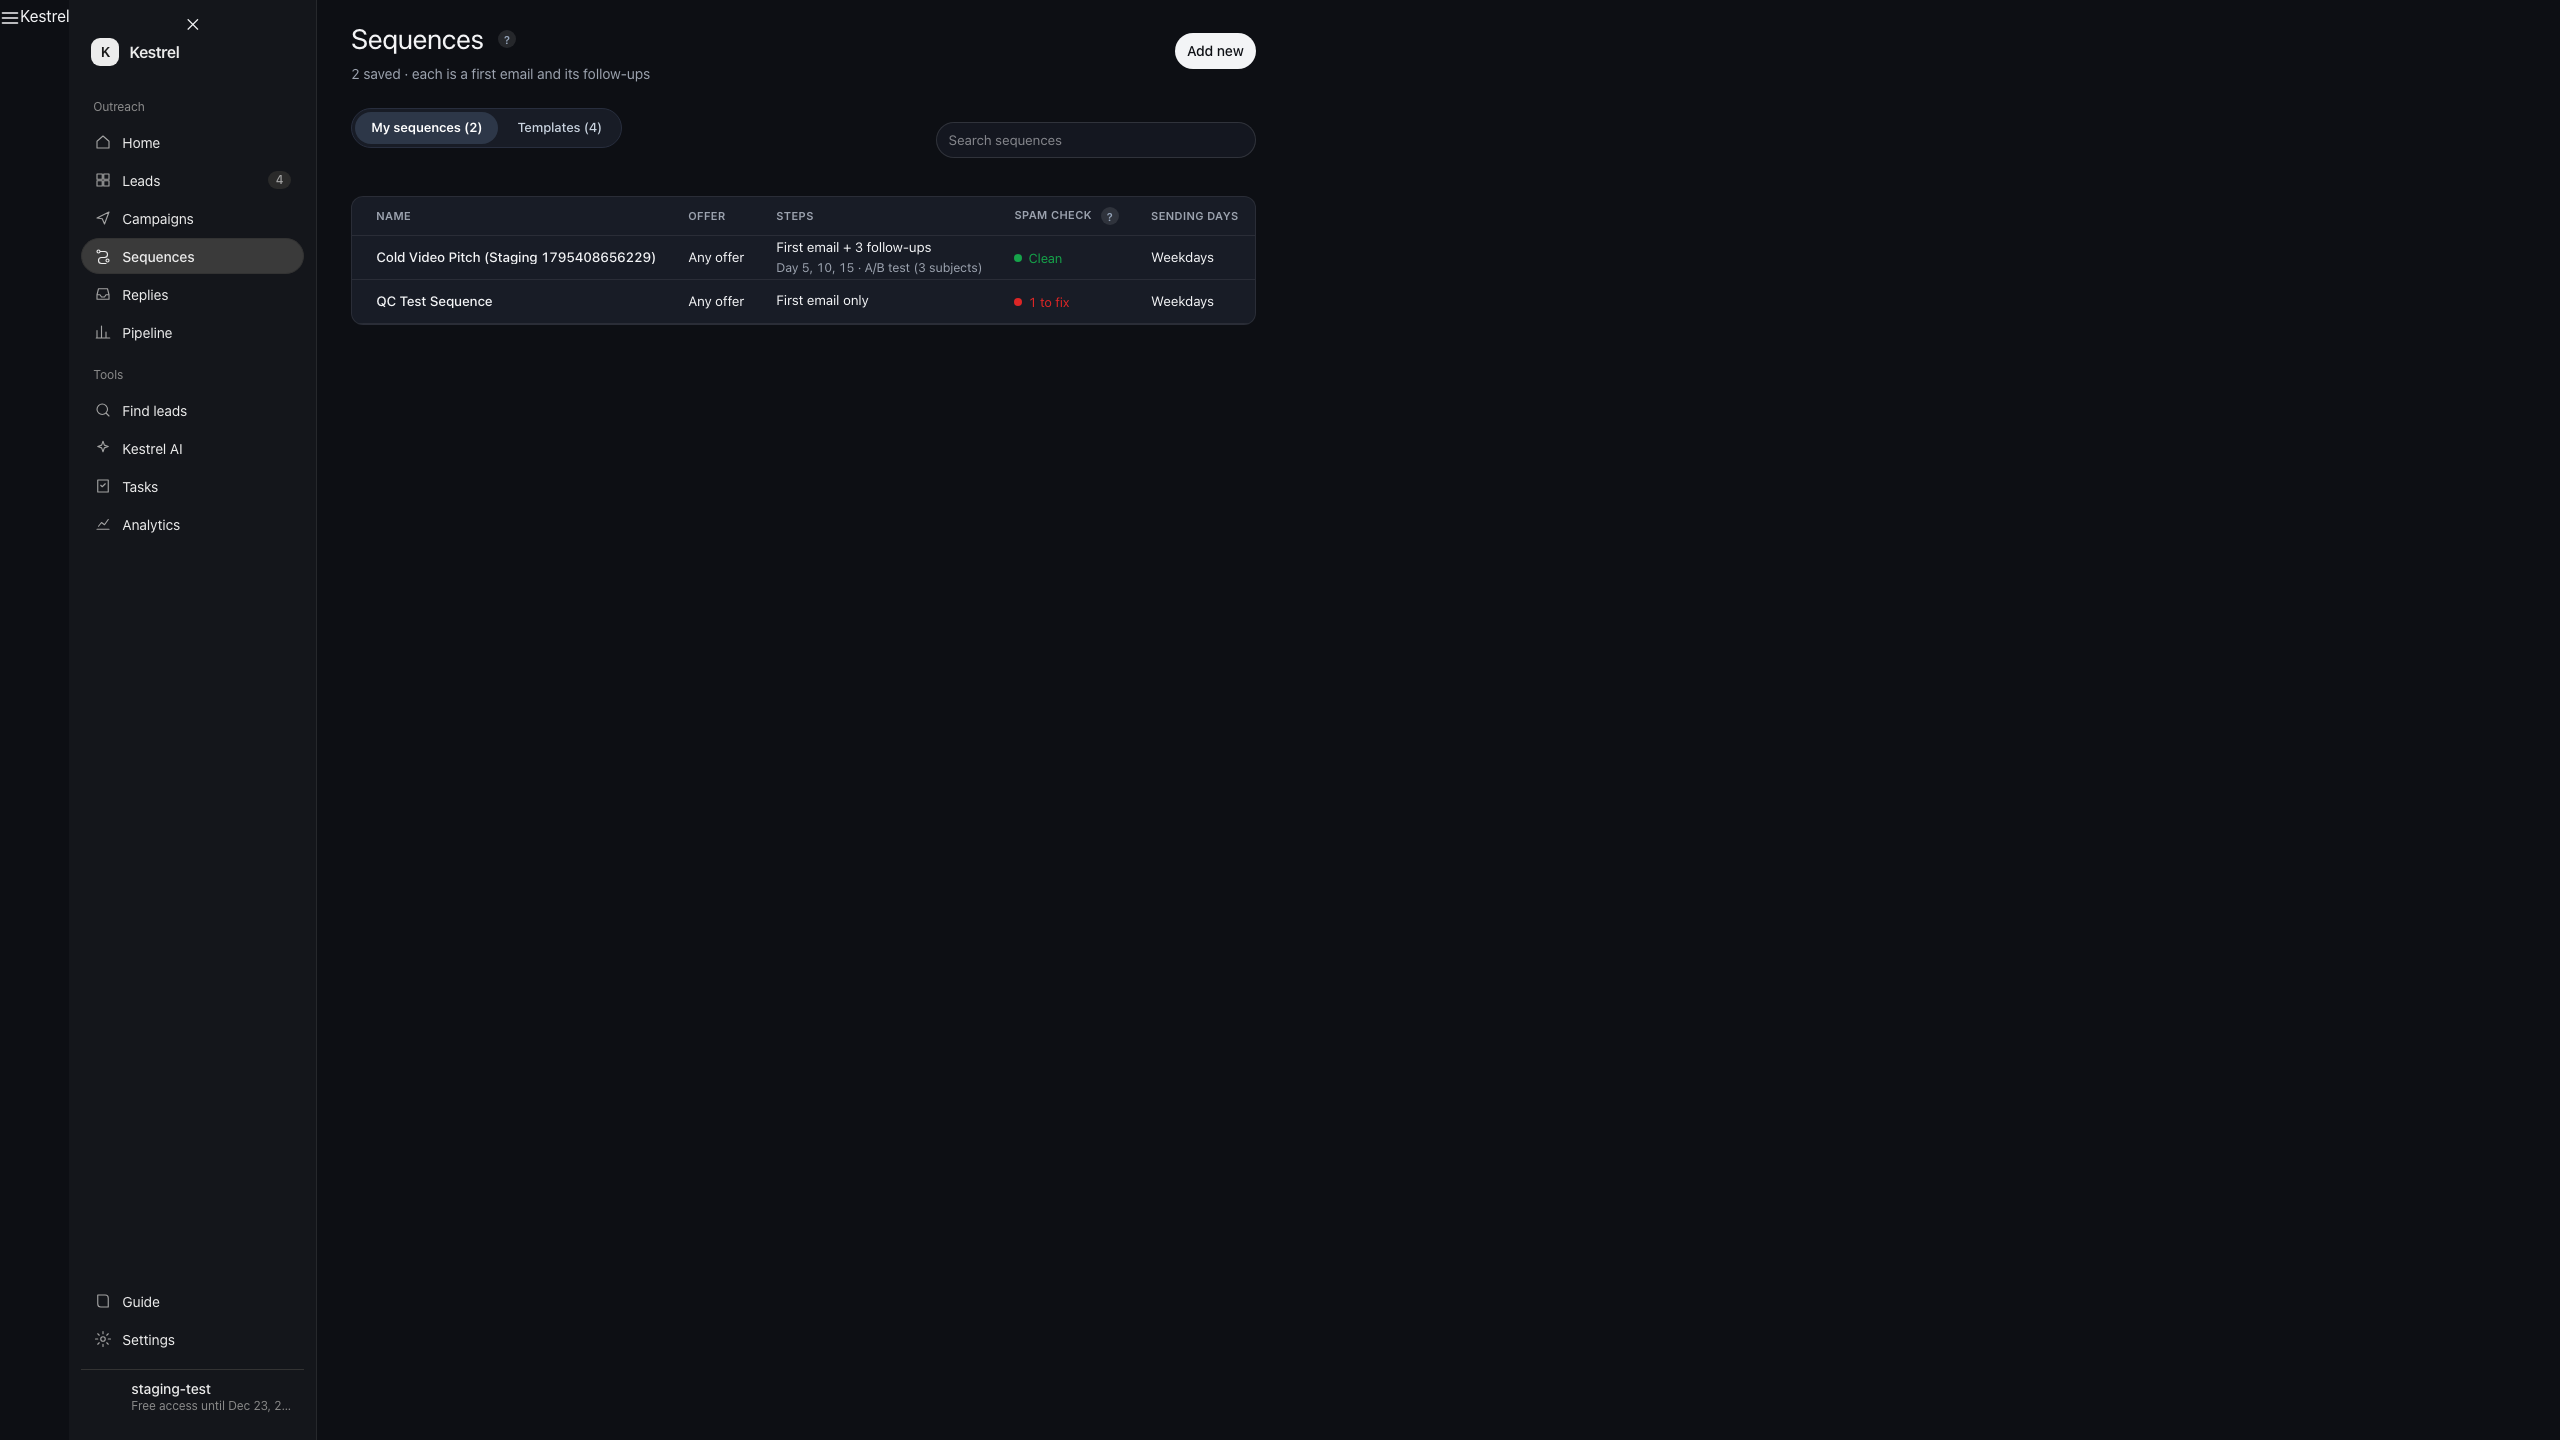 Kestrel
K Kestrel
Outreach
Home
Leads 4
Campaigns
Sequences
Replies
Pipeline
Tools
Find leads
Kestrel AI
Tasks
Analytics
Guide
Settings
staging-test
Free access until Dec 23, 2...
Sequences ?
2 saved · each is a first email and its follow-ups
Add new
My sequences (2) Templates (4)
Search sequences
NAME OFFER STEPS SPAM CHECK ? SENDING DAYS
Cold Video Pitch (Staging 1795408656229) Any offer First email + 3 follow-ups Clean Weekdays
Day 5, 10, 15 · A/B test (3 subjects)
QC Test Sequence Any offer First email only 1 to fix Weekdays